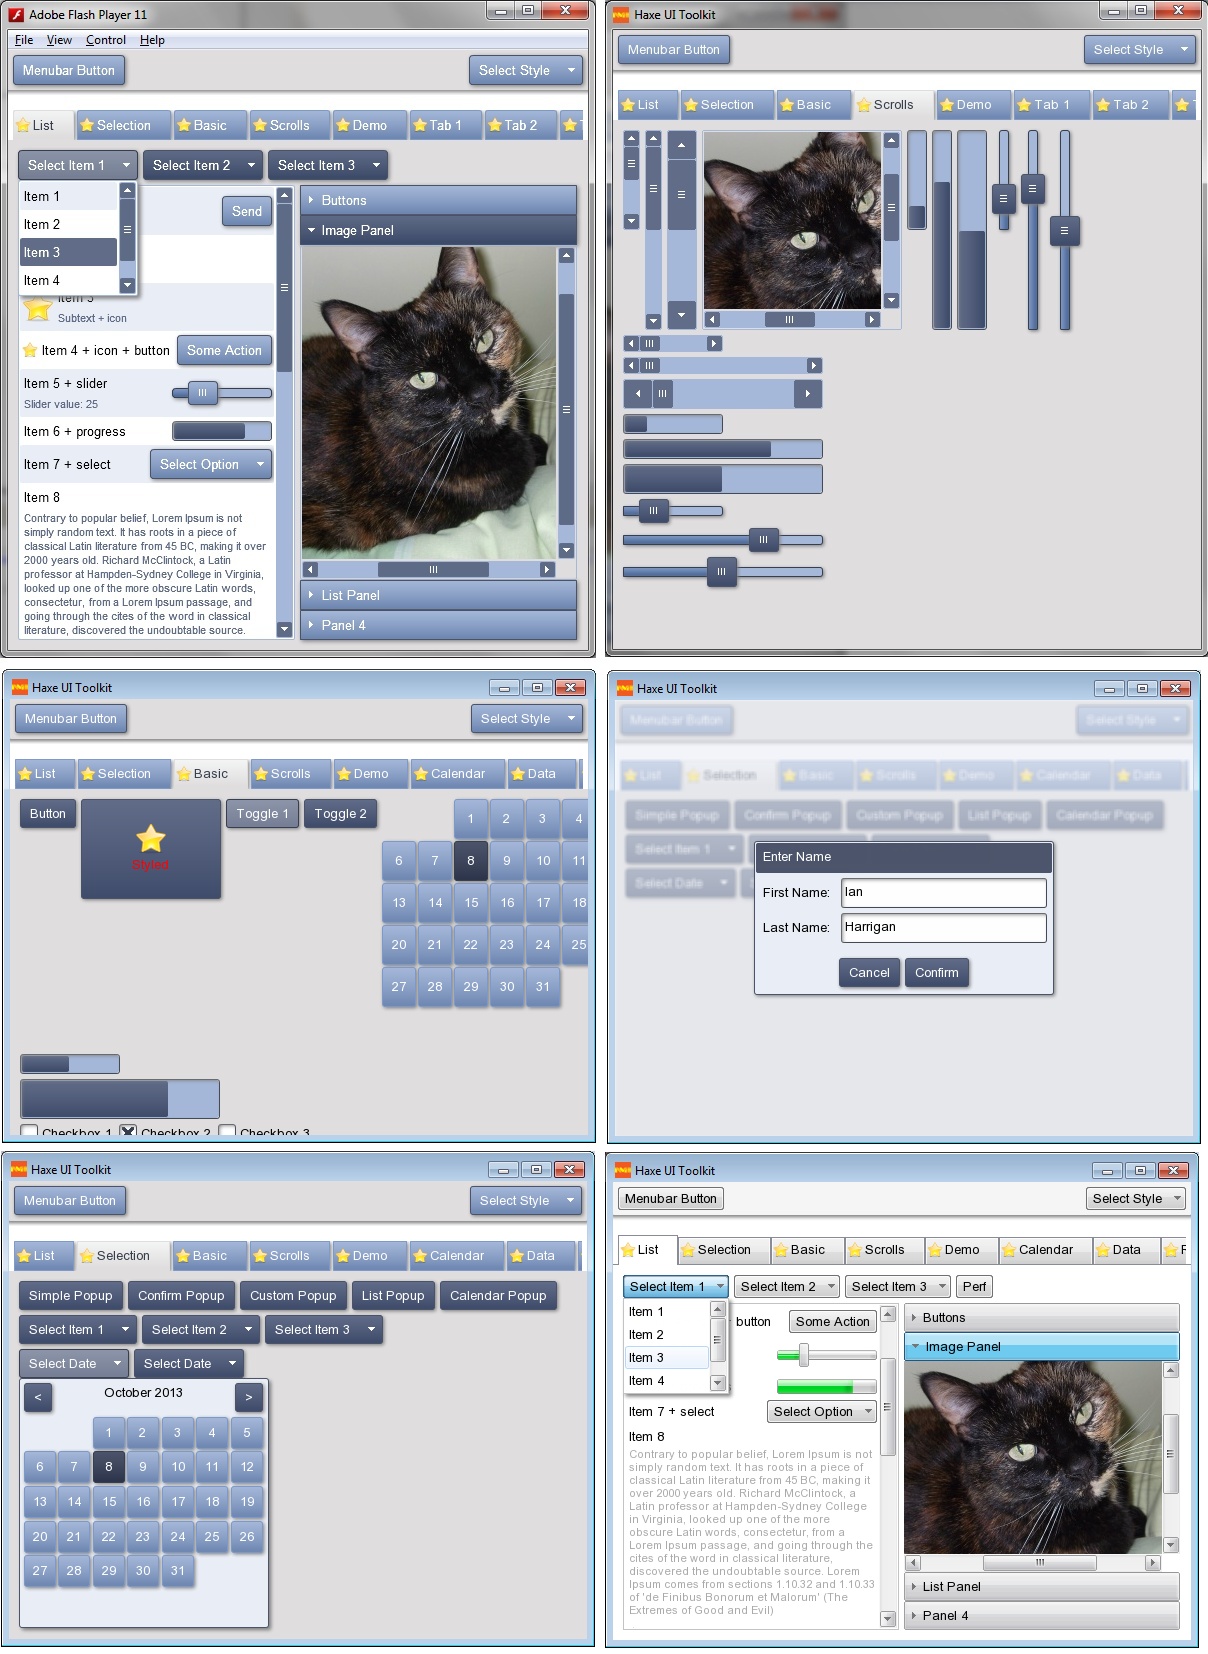 Adobe Flash Player 11
File View Control Help
Menubar Button
Select Style
List
Selection
Basic
Scrolls
Demo
Tab 1
Tab 2
Select Item 1
Select Item 2
Select Item 3
Item 1
Item 2
Item 3
Item 4
Send
Item 3
Subtext + icon
Item 4 + icon + button
Some Action
Item 5 + slider
Slider value: 25
Item 6 + progress
Item 7 + select
Select Option
Item 8
Contrary to popular belief, Lorem Ipsum is not
simply random text. It has roots in a piece of
classical Latin literature from 45 BC, making it over
2000 years old. Richard McClintock, a Latin
professor at Hampden-Sydney College in Virginia,
looked up one of the more obscure Latin words,
consectetur, from a Lorem Ipsum passage, and
going through the cites of the word in classical
literature, discovered the undoubtable source.
Buttons
Image Panel
List Panel
Panel 4
Haxe UI Toolkit
Menubar Button
Select Style
List
Selection
Basic
Scrolls
Demo
Tab 1
Tab 2
Haxe UI Toolkit
Menubar Button
Select Style
List
Selection
Basic
Scrolls
Demo
Calendar
Data
Button
Styled
Toggle 1
Toggle 2
1 2 3 4
6 7 8 9 10 11
13 14 15 16 17 18
20 21 22 23 24 25
27 28 29 30 31
Checkbox 1
Checkbox 2
Checkbox 3
Haxe UI Toolkit
Menubar Button
Select Style
List
Selection
Basic
Scrolls
Demo
Calendar
Data
Simple Popup
Confirm Popup
Custom Popup
List Popup
Calendar Popup
Select Item 1
Select Date
Enter Name
First Name:
Ian
Last Name:
Harrigan
Cancel
Confirm
Haxe UI Toolkit
Menubar Button
Select Style
List
Selection
Basic
Scrolls
Demo
Calendar
Data
Simple Popup
Confirm Popup
Custom Popup
List Popup
Calendar Popup
Select Item 1
Select Item 2
Select Item 3
Select Date
Select Date
< October 2013 >
1 2 3 4 5
6 7 8 9 10 11 12
13 14 15 16 17 18 19
20 21 22 23 24 25 26
27 28 29 30 31
Haxe UI Toolkit
Menubar Button
Select Style
List
Selection
Basic
Scrolls
Demo
Calendar
Data
Select Item 1
Select Item 2
Select Item 3
Perf
Item 1
Item 2
Item 3
Item 4
button
Some Action
Item 7 + select
Select Option
Item 8
Contrary to popular belief, Lorem Ipsum is not
simply random text. It has roots in a piece of
classical Latin literature from 45 BC, making it
over 2000 years old. Richard McClintock, a
Latin professor at Hampden-Sydney College
in Virginia, looked up one of the more
obscure Latin words, consectetur, from a
Lorem Ipsum passage, and going through the
cites of the word in classical literature,
discovered the undoubtable source. Lorem
Ipsum comes from sections 1.10.32 and 1.10.33
of 'de Finibus Bonorum et Malorum' (The
Extremes of Good and Evil)
Buttons
Image Panel
List Panel
Panel 4